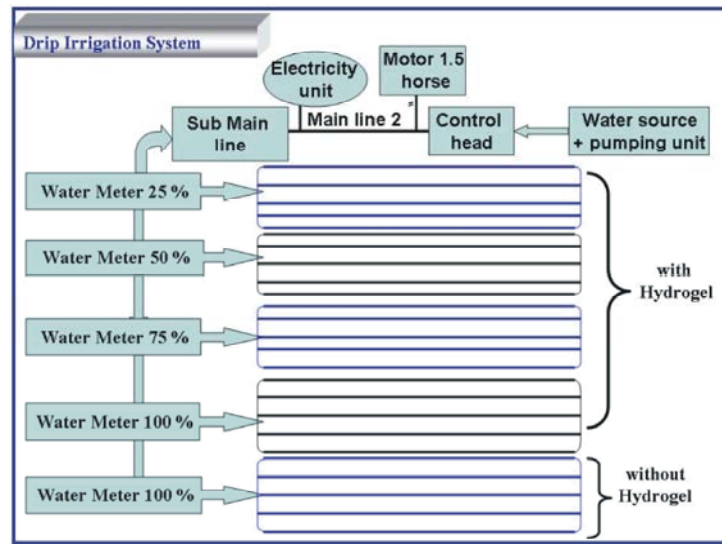 Drip Irrigation System
Electricity
unit
Motor 1.5
horse
Sub Main
line
Main line 2
Control
head
Water source
+ pumping unit
Water Meter 25 %
Water Meter 50 %
with
Hydrogel
Water Meter 75 %
Water Meter 100 %
without
Hydrogel
Water Meter 100 %